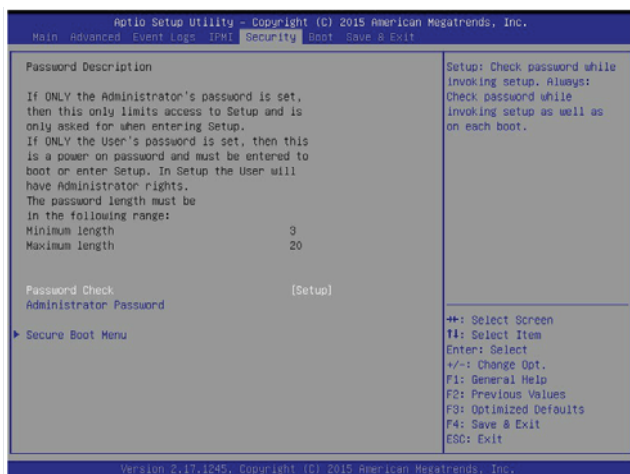 Aptio Setup Utility – Copyright (C) 2015 American Megatrends, Inc.
Main Advanced Event Logs IPMI Security Boot Save & Exit
Password Description
If ONLY the Administrator's password is set,
then this only limits access to Setup and is
only asked for when entering Setup.
If ONLY the User's password is set, then this
is a power on password and must be entered to
boot or enter Setup. In Setup the User will
have Administrator rights.
The password length must be
in the following range:
Minimum length 3
Maximum length 20
Password Check [Setup]
Administrator Password
Secure Boot Menu
Setup: Check password while
invoking setup. Always:
Check password while
invoking setup as well as
on each boot.
→←: Select Screen
↑↓: Select Item
Enter: Select
+/-: Change Opt.
F1: General Help
F2: Previous Values
F3: Optimized Defaults
F4: Save & Exit
ESC: Exit
Version 2.17.1245. Copyright (C) 2015 American Megatrends, Inc.